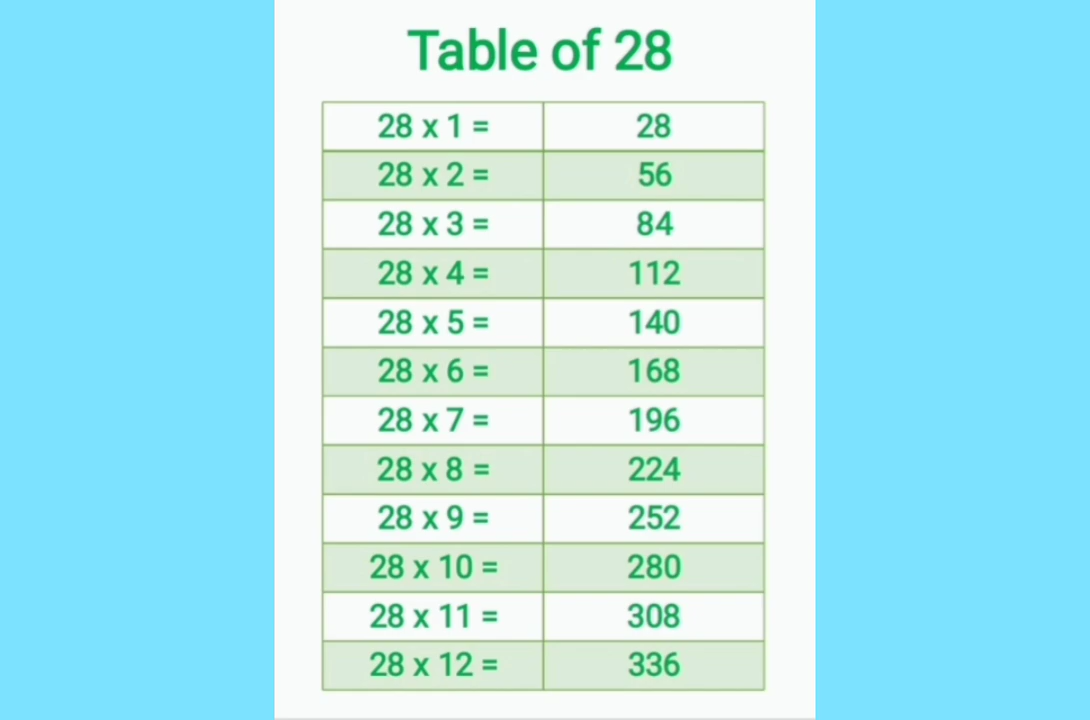 Table of 28
28 x 1 = 28
28 x 2 = 56
28 x 3 = 84
28 x 4 = 112
28 x 5 = 140
28 x 6 = 168
28 x 7 = 196
28 x 8 = 224
28 x 9 = 252
28 x 10 = 280
28 x 11 = 308
28 x 12 = 336